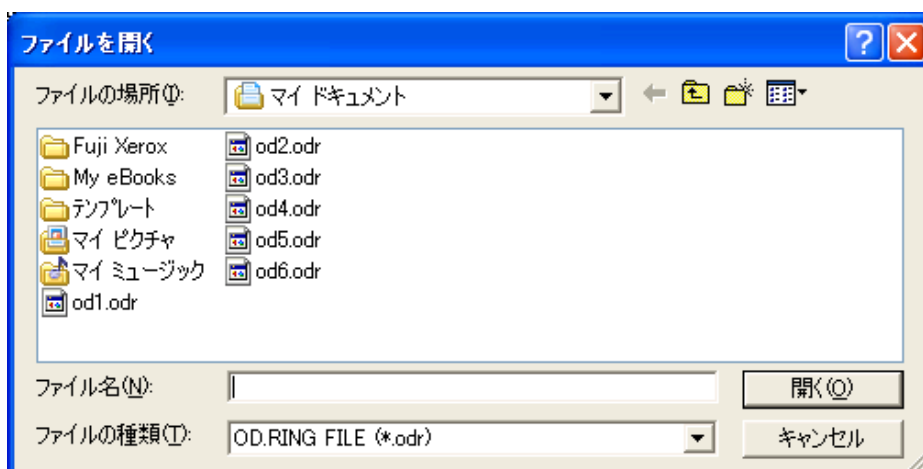 ファイルを開く
ファイルの場所(I):
マイ ドキュメント
Fuji Xerox
My eBooks
テンプレート
マイ ピクチャ
マイ ミュージック
od1.odr
od2.odr
od3.odr
od4.odr
od5.odr
od6.odr
ファイル名(N):
開く(O)
ファイルの種類(T):
OD.RING FILE (*.odr)
キャンセル